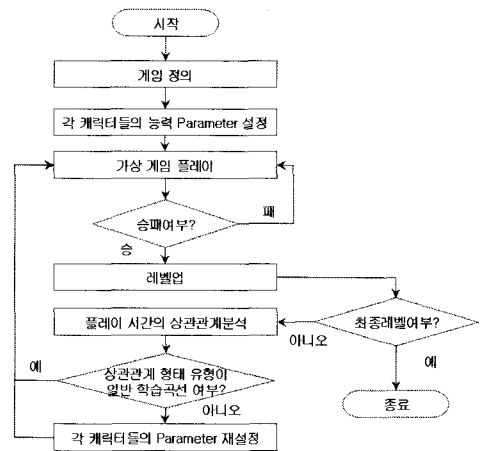 시작
게임 정의
각 캐릭터들의 능력 Parameter 설정
가상 게임 플레이
승패여부?
패
승
레벨업
플레이 시간의 상관관계분석
최종레벨여부?
아니오
예
상관관계 형태 유형이
일반 학습곡선 여부?
예
아니오
종료
각 캐릭터들의 Parameter 재설정